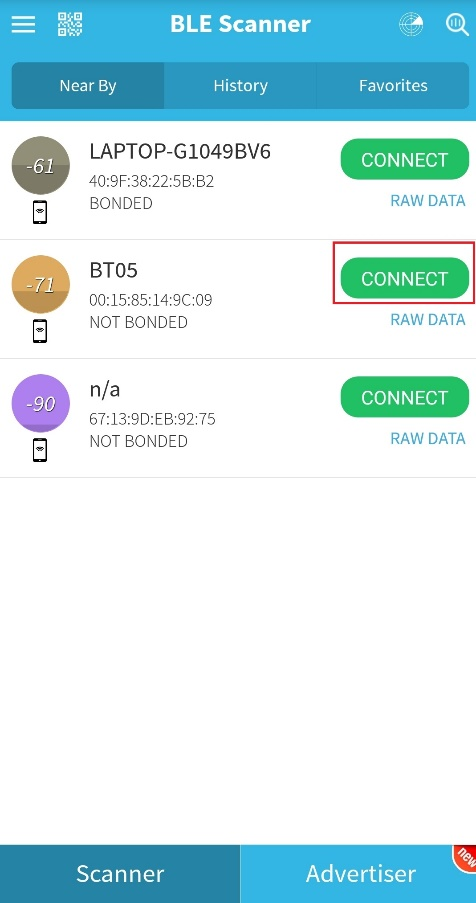 BLE Scanner
Near By
History
Favorites
-61
LAPTOP-G1049BV6
40:9F:38:22:5B:B2
BONDED
CONNECT
RAW DATA
-71
BT05
00:15:85:14:9C:09
NOT BONDED
CONNECT
RAW DATA
-90
n/a
67:13:9D:EB:92:75
NOT BONDED
CONNECT
RAW DATA
Scanner
Advertiser
new